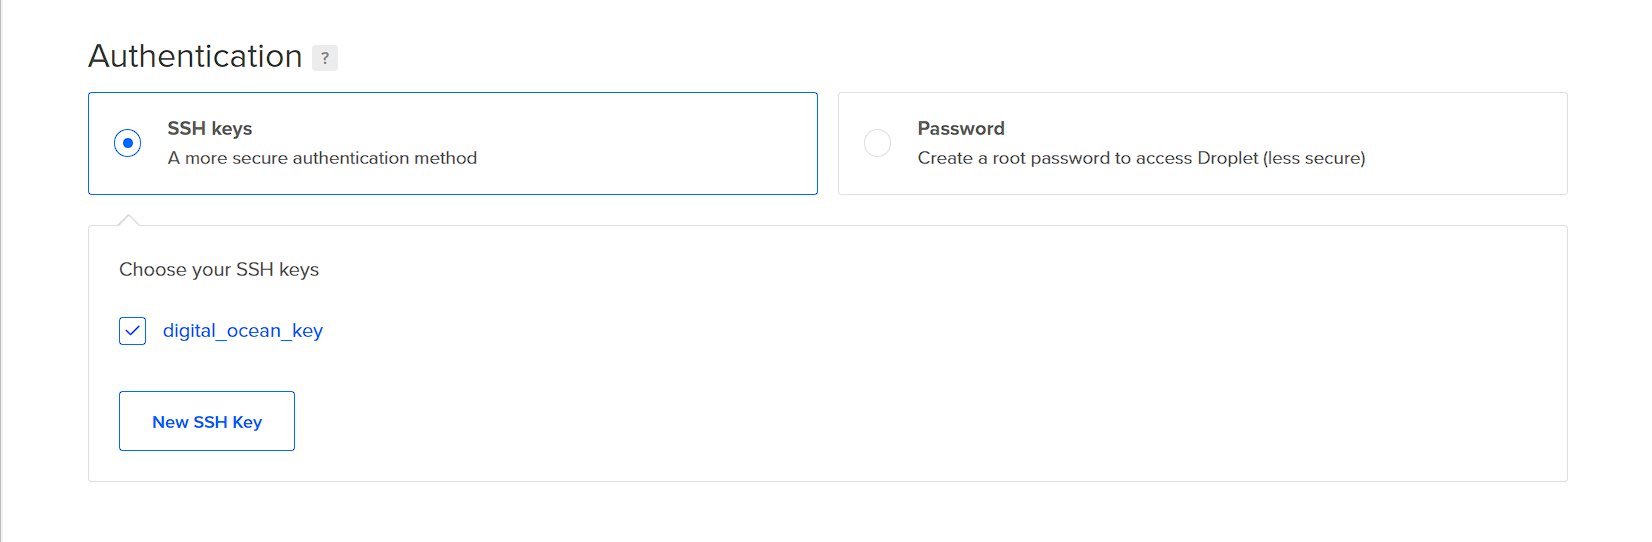 Authentication ?
SSH keys
A more secure authentication method
Password
Create a root password to access Droplet (less secure)
Choose your SSH keys
digital_ocean_key
New SSH Key